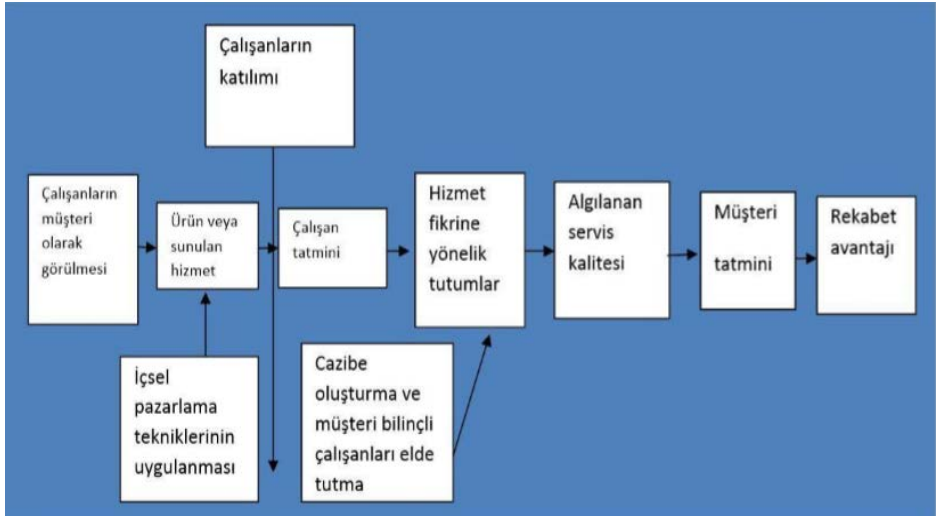 Çalışanların
katılımı
Çalışanların
müşteri
olarak
görülmesi
Ürün veya
sunulan
hizmet
Çalışan
tatmini
Hizmet
fikrine
yönelik
tutumlar
Algılanan
servis
kalitesi
Müşteri
tatmini
Rekabet
avantajı
İçsel
pazarlama
tekniklerinin
uygulanması
Cazibe
oluşturma ve
müşteri bilinçli
çalışanları elde
tutma